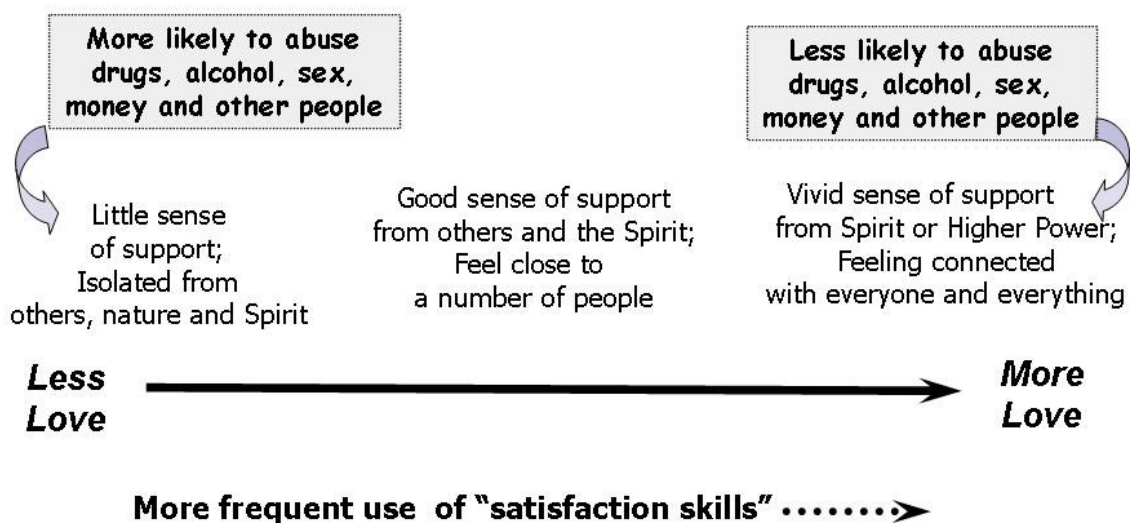 More likely to abuse
drugs, alcohol, sex,
money and other people
Less likely to abuse
drugs, alcohol, sex,
money and other people
Little sense
of support;
Isolated from
others, nature and Spirit
Good sense of support
from others and the Spirit;
Feel close to
a number of people
Vivid sense of support
from Spirit or Higher Power;
Feeling connected
with everyone and everything
Less
Love
More
Love
More frequent use of “satisfaction skills”